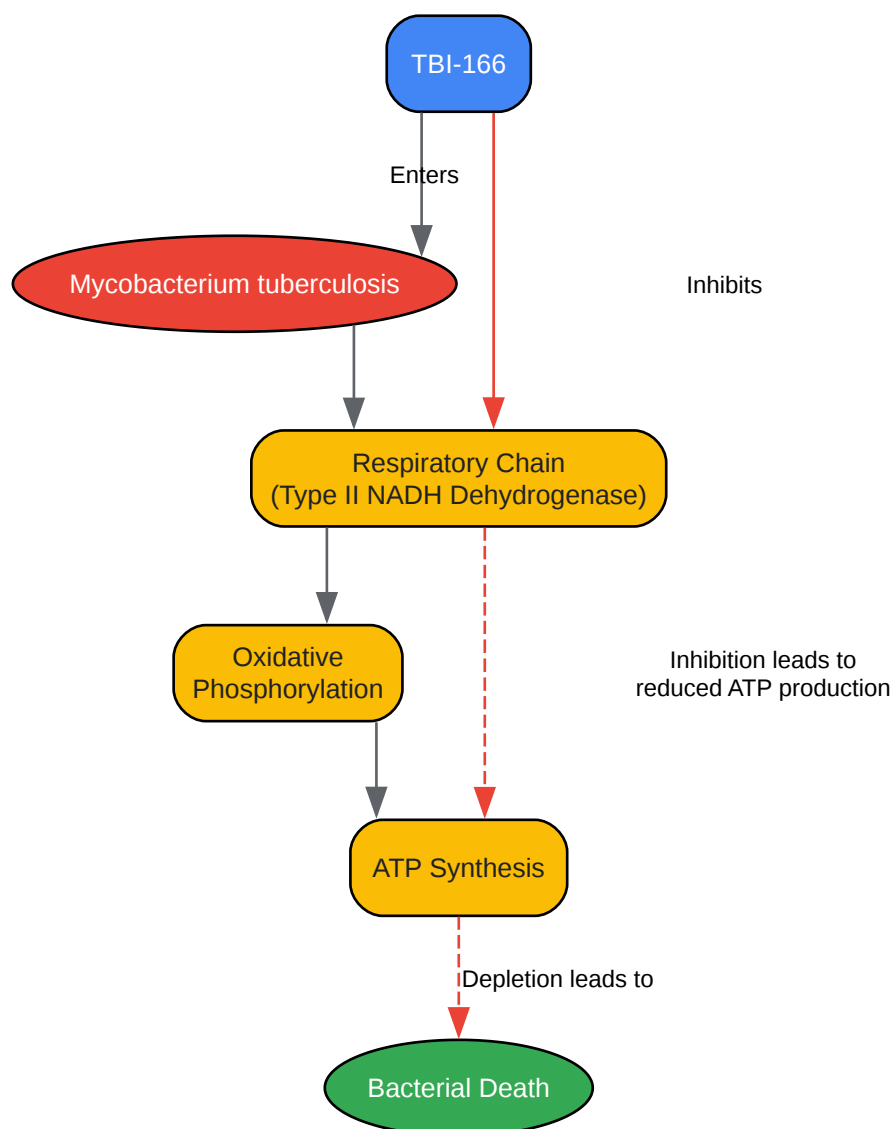 TBI-166
Enters
Mycobacterium tuberculosis
Inhibits
Respiratory Chain
(Type II NADH Dehydrogenase)
Oxidative
Phosphorylation
Inhibition leads to
reduced ATP production
ATP Synthesis
Depletion leads to
Bacterial Death